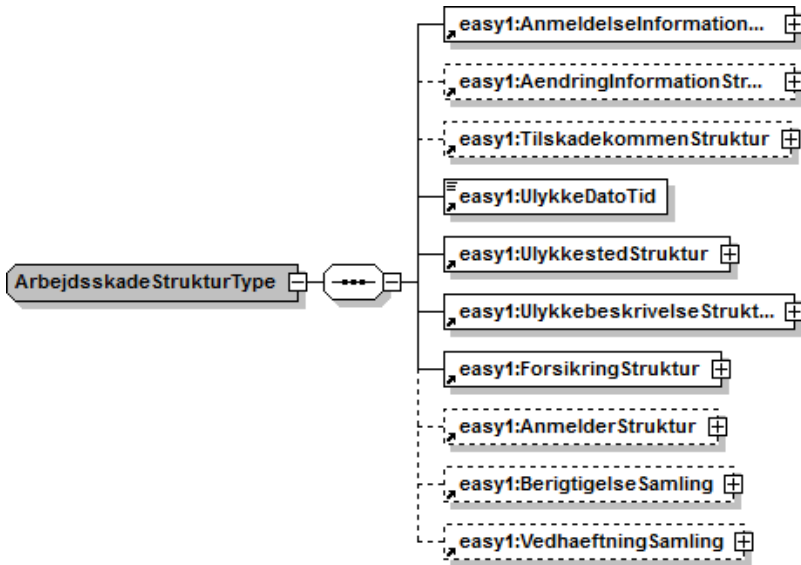 easy1:AnmeldelseInformation...
easy1:AendringInformationStr...
easy1:TilskadekommenStruktur
easy1:UlykkeDatoTid
easy1:UlykkestedStruktur
ArbejdsskadeStrukturType
easy1:UlykkebeskrivelseStrukt...
easy1:ForsikringStruktur
easy1:AnmelderStruktur
easy1:BerigtigelseSamling
easy1:VedhaeftningSamling